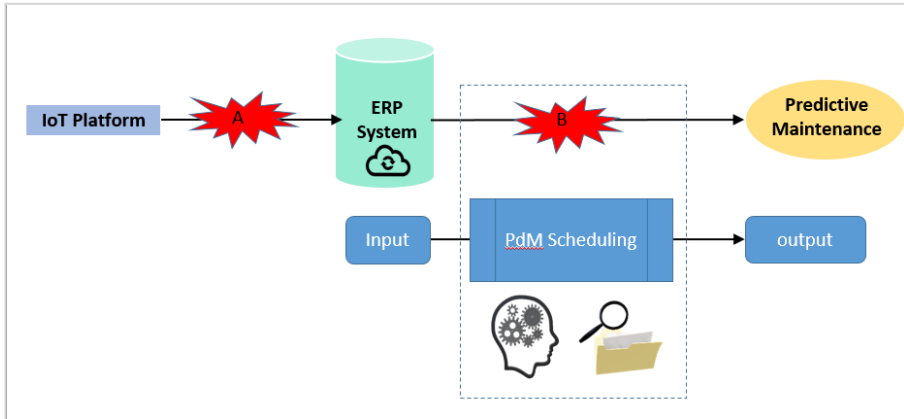 IoT Platform
A
ERP
System
B
Predictive
Maintenance
Input
PdM Scheduling
output